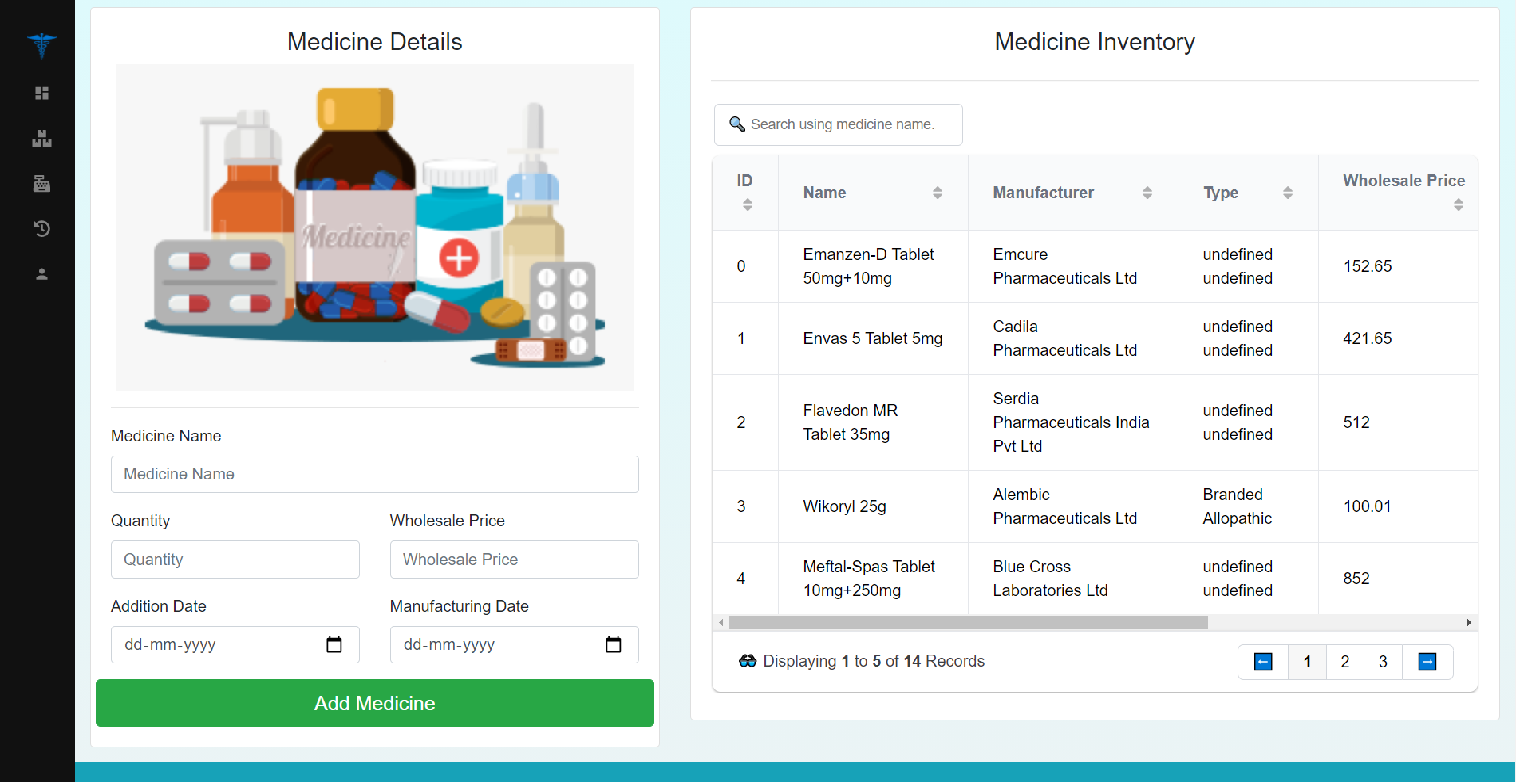 Medicine Details
Medicine
Medicine Name
Medicine Name
Quantity
Wholesale Price
Quantity
Wholesale Price
Addition Date
Manufacturing Date
dd-mm-yyyy
dd-mm-yyyy
Add Medicine
Medicine Inventory
Search using medicine name.
ID
Name
Manufacturer
Type
Wholesale Price
0
Emanzen-D Tablet
50mg+10mg
Emcure
Pharmaceuticals Ltd
undefined
undefined
152.65
1
Envas 5 Tablet 5mg
Cadila
Pharmaceuticals Ltd
undefined
undefined
421.65
2
Flavedon MR
Tablet 35mg
Serdia
Pharmaceuticals India
Pvt Ltd
undefined
undefined
512
3
Wikoryl 25g
Alembic
Pharmaceuticals Ltd
Branded
Allopathic
100.01
4
Meftal-Spas Tablet
10mg+250mg
Blue Cross
Laboratories Ltd
undefined
undefined
852
Displaying 1 to 5 of 14 Records
1 2 3